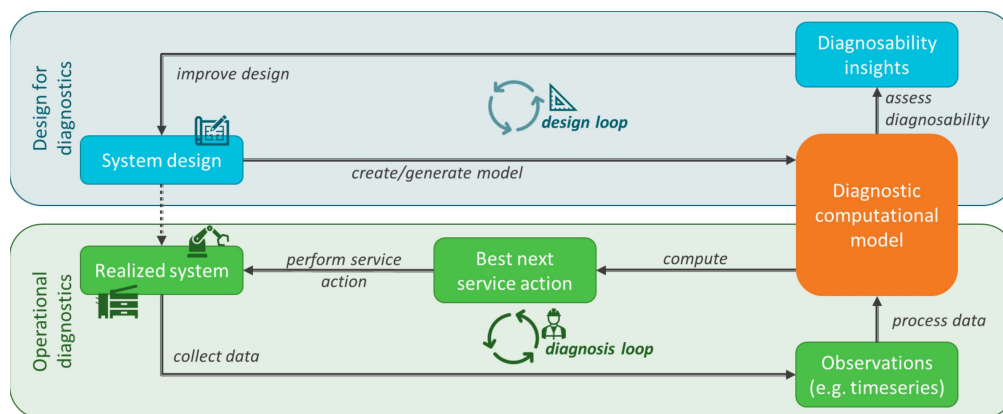 Design for
diagnostics
improve design
design loop
Diagnosability
insights
assess
diagnosability
System design
create/generate model
Diagnostic
computational
model
Operational
diagnostics
Realized system
perform service
action
Best next
service action
compute
diagnosis loop
process data
collect data
Observations
(e.g. timeseries)